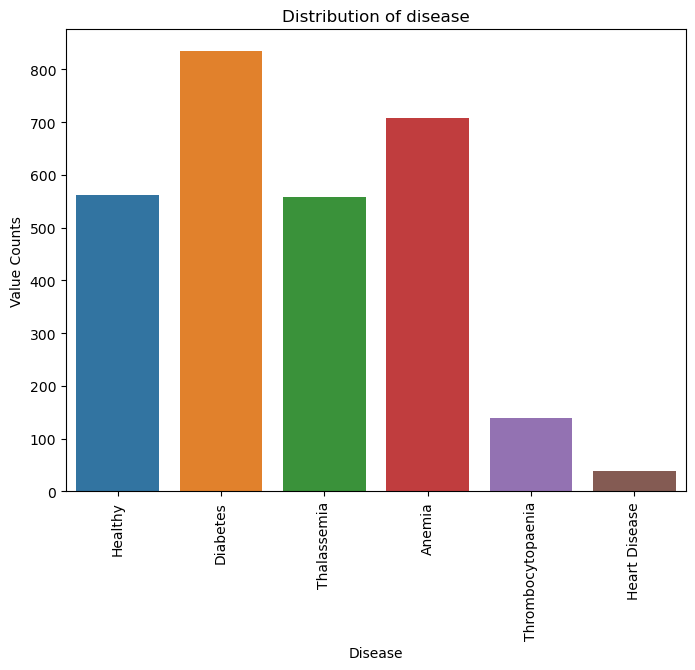 Distribution of disease
Value Counts
800
700
600
500
400
300
200
100
0
Healthy
Diabetes
Thalassemia
Anemia
Thrombocytopaenia
Heart Disease
Disease